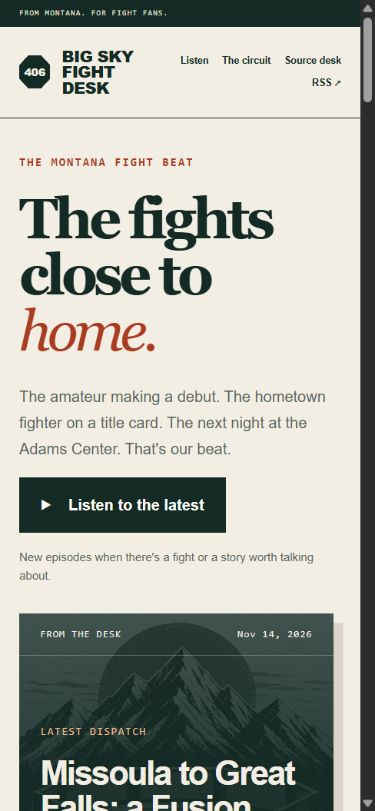 FROM MONTANA. FOR FIGHT FANS.
406
BIG SKY
FIGHT
DESK
Listen The circuit Source desk
RSS ↗
THE MONTANA FIGHT BEAT
The fights
close to
home.
The amateur making a debut. The hometown
fighter on a title card. The next night at the
Adams Center. That's our beat.
▶ Listen to the latest
New episodes when there's a fight or a story worth telling
about.
FROM THE DESK Nov 14, 2026
LATEST DISPATCH
Missoula to Great
Falls: a Fusion